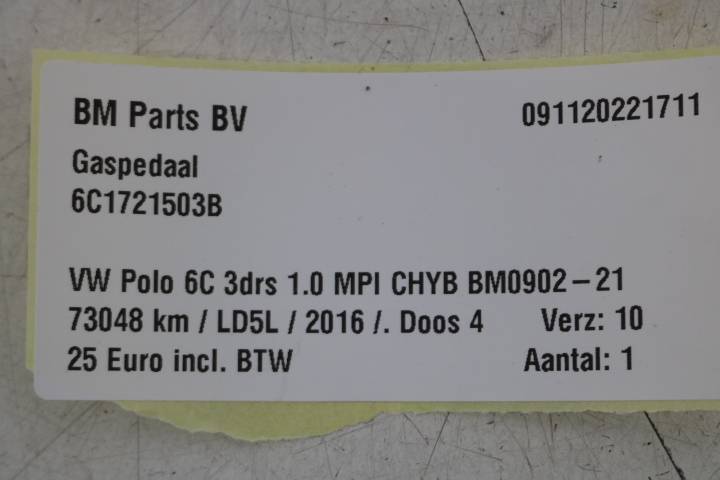 BM Parts BV 091120221711
Gaspedaal
6C1721503B
VW Polo 6C 3drs 1.0 MPI CHYB BM0902-21
73048 km / LD5L / 2016 /. Doos 4 Verz: 10
25 Euro incl. BTW Aantal: 1